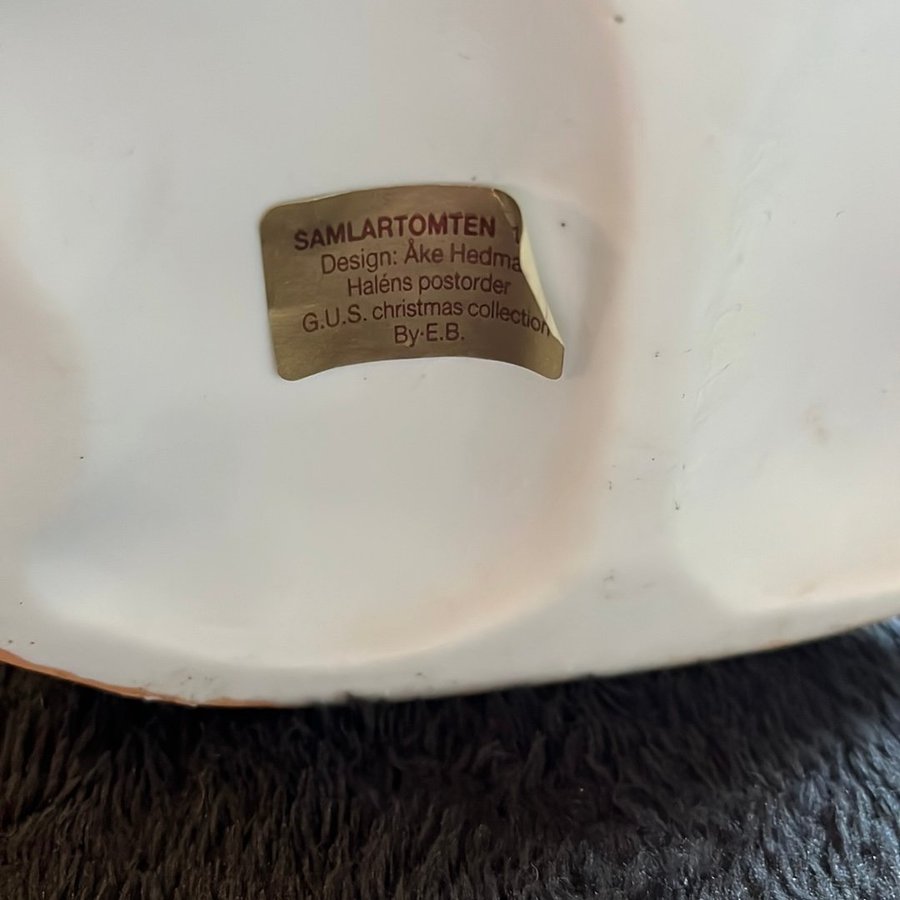 SAMLARTOMTEN
Design: Åke Hedma
Haléns postorder
G.U.S. christmas collection
By·E.B.